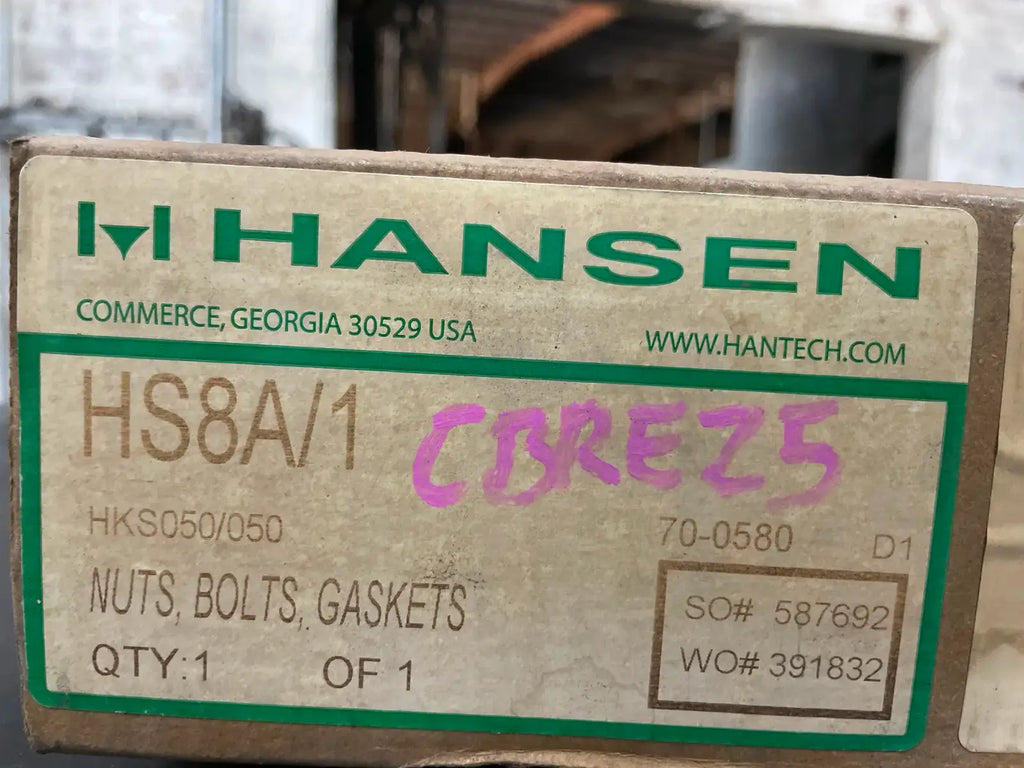 HANSEN
COMMERCE, GEORGIA 30529 USA
WWW.HANTECH.COM
HS8A/1
CBRE25
HKS050/050
70-0580 D1
NUTS, BOLTS, GASKETS
SO# 587692
QTY:1 OF 1
WO# 391832